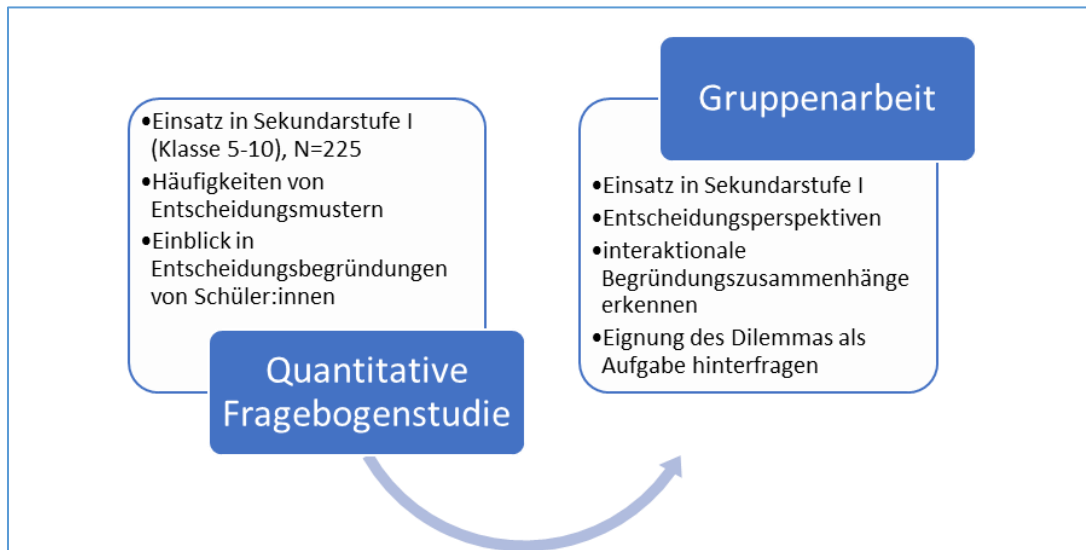 •Einsatz in Sekundarstufe I
(Klasse 5-10), N=225
•Häufigkeiten von
Entscheidungsmustern
•Einblick in
Entscheidungsbegründungen
von Schüler:innen
Quantitative
Fragebogenstudie
Gruppenarbeit
•Einsatz in Sekundarstufe I
•Entscheidungsperspektiven
•interaktionale
Begründungszusammenhänge
erkennen
•Eignung des Dilemmas als
Aufgabe hinterfragen